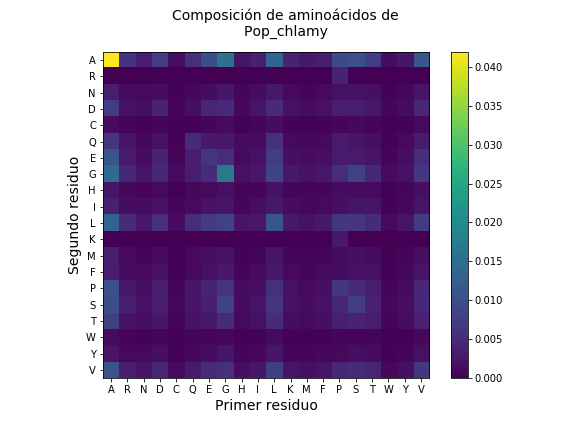 Composición de aminoácidos de
Pop_chlamy
Segundo residuo
A
R
N
D
C
Q
E
G
H
I
L
K
M
F
P
S
T
W
Y
V
A R N D C Q E G H I L K M F P S T W Y V
Primer residuo
0.040
0.035
0.030
0.025
0.020
0.015
0.010
0.005
0.000